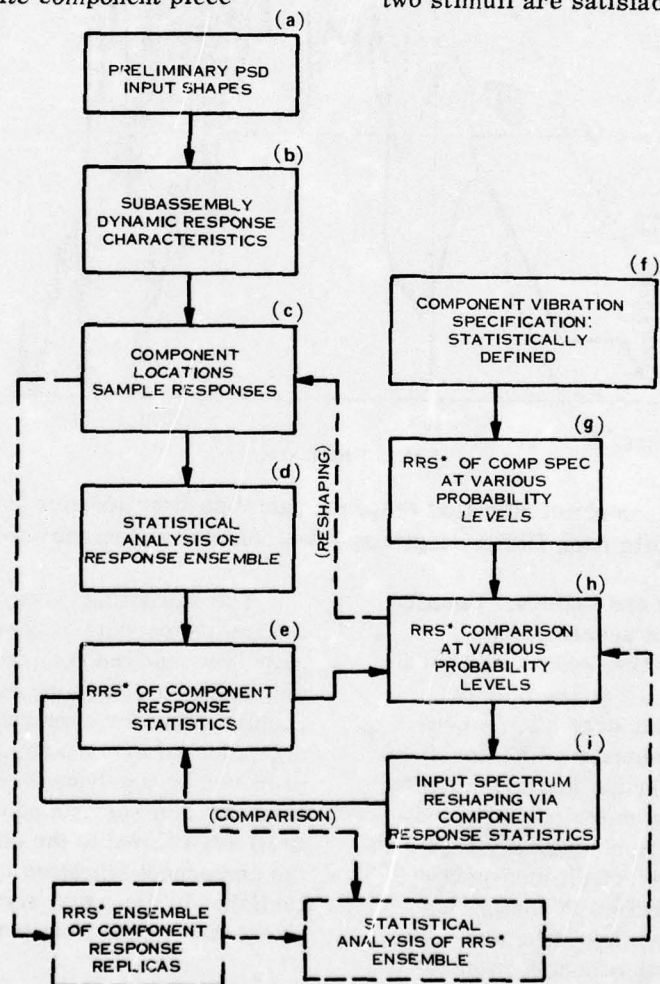 component piece
two stimuli are satisfac
(a)
PRELIMINARY PSD
INPUT SHAPES
(b)
SUBASSEMBLY
DYNAMIC RESPONSE
CHARACTERISTICS
(c)
COMPONENT
LOCATIONS
SAMPLE RESPONSES
(d)
STATISTICAL
ANALYSIS OF
RESPONSE ENSEMBLE
(e)
RRS* OF COMPONENT
RESPONSE
STATISTICS
(f)
COMPONENT VIBRATION
SPECIFICATION:
STATISTICALLY
DEFINED
(g)
RRS* OF COMP SPEC
AT VARIOUS
PROBABILITY
LEVELS
(RESHAPING)
(h)
RRS* COMPARISON
AT VARIOUS
PROBABILITY
LEVELS
(i)
INPUT SPECTRUM
RESHAPING VIA
COMPONENT
RESPONSE STATISTICS
(COMPARISON)
RRS* ENSEMBLE
OF COMPONENT
RESPONSE
REPLICAS
STATISTICAL
ANALYSIS OF RRS*
ENSEMBLE